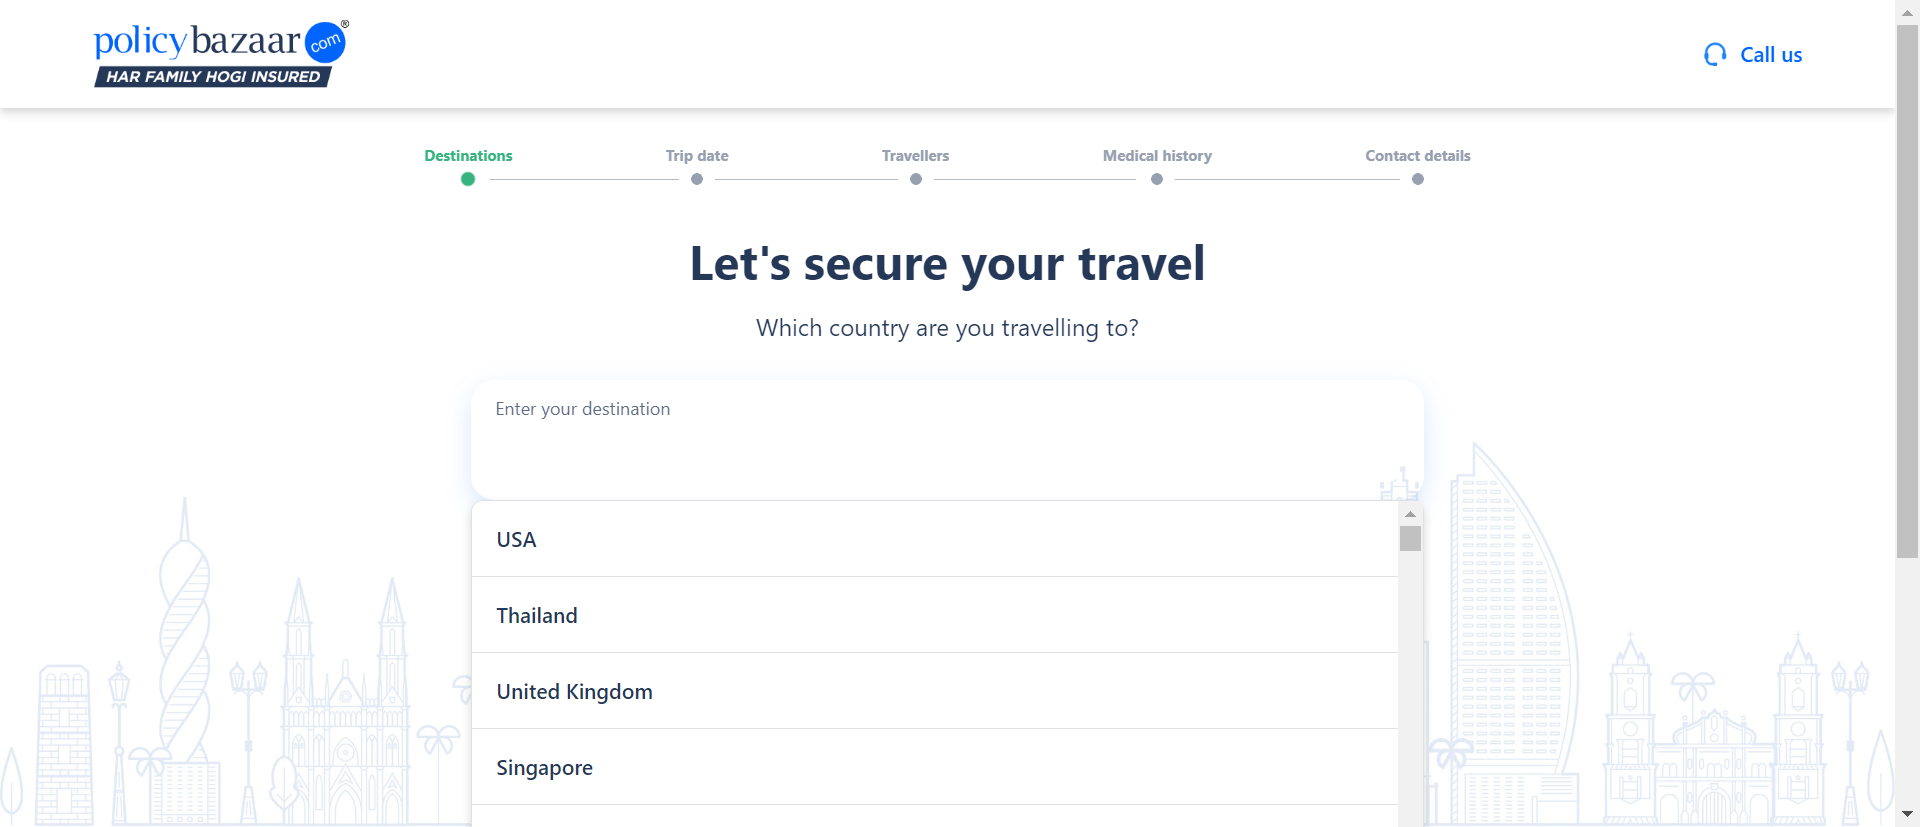 policybazaar com ®
HAR FAMILY HOGI INSURED
Call us
Destinations
Trip date
Travellers
Medical history
Contact details
Let's secure your travel
Which country are you travelling to?
Enter your destination
USA
Thailand
United Kingdom
Singapore